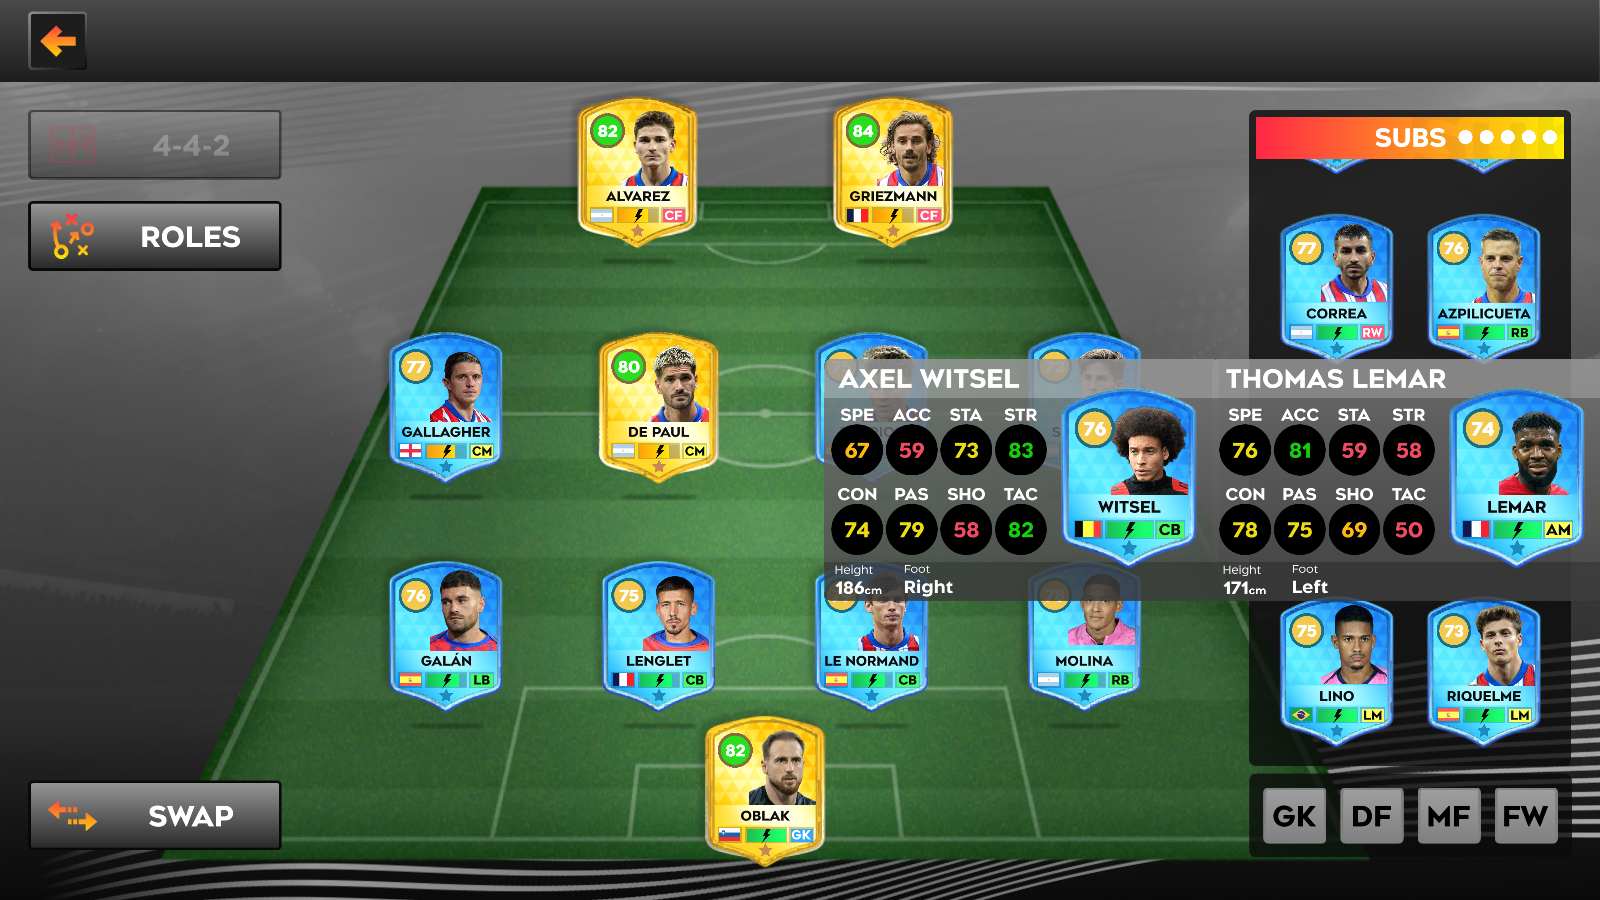 4-4-2
ROLES
SWAP
82
ALVAREZ
CF
84
GRIEZMANN
CF
SUBS
77
CORREA
RW
76
AZPILICUETA
RB
77
GALLAGHER
CM
80
DE PAUL
CM
72
AXEL WITSEL
SPE ACC STA STR
67 59 73 83
CON PAS SHO TAC
74 79 58 82
Height Foot
186cm Right
76
WITSEL
CB
THOMAS LEMAR
SPE ACC STA STR
76 81 59 58
CON PAS SHO TAC
78 75 69 50
Height Foot
171cm Left
74
LEMAR
AM
76
GALÁN
LB
75
LENGLET
CB
LE NORMAND
CB
MOLINA
RB
75
LINO
LM
73
RIQUELME
LM
82
OBLAK
GK
GK DF MF FW